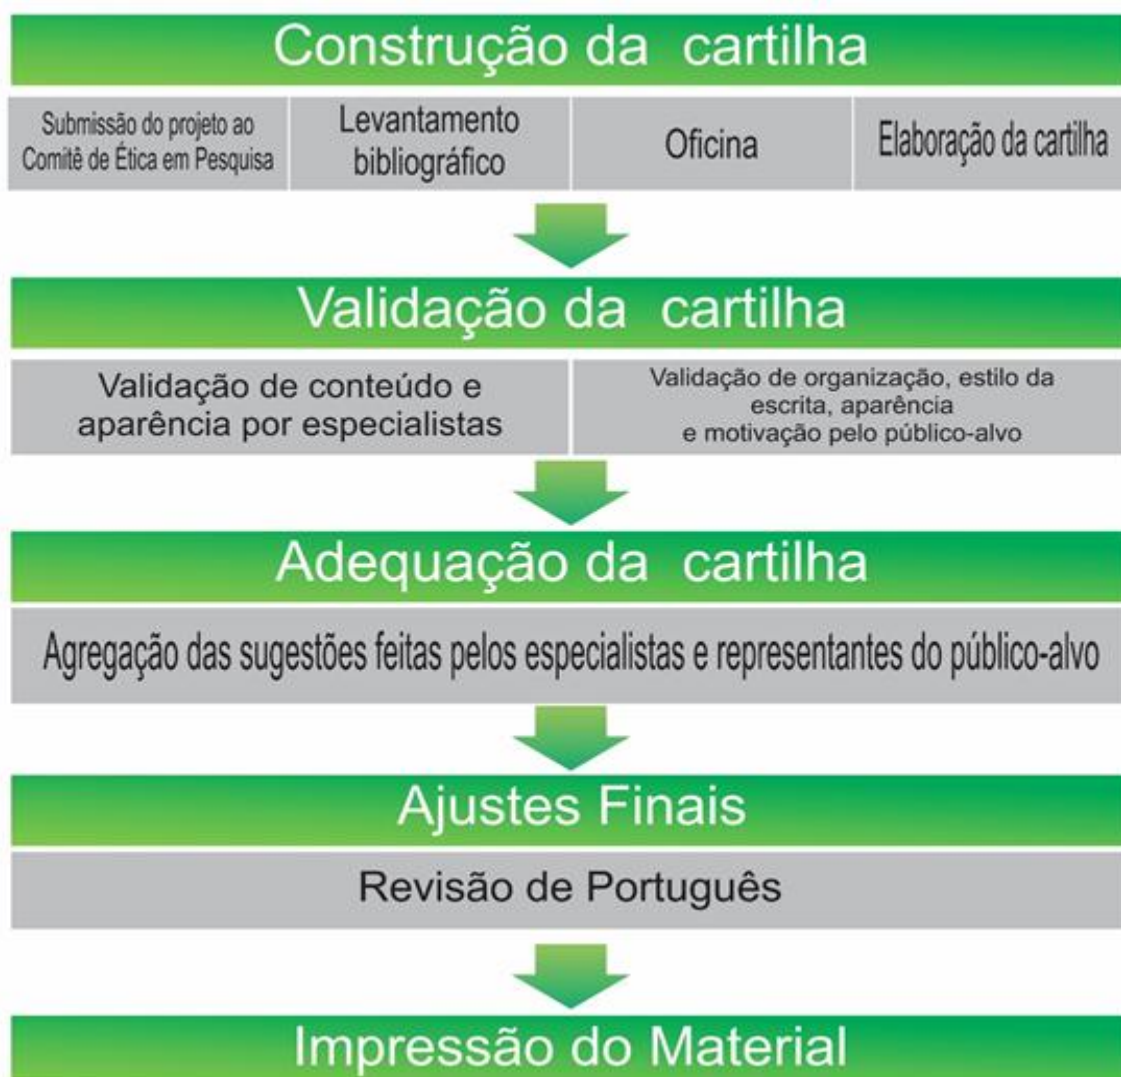 Construção da cartilha
Submissão do projeto ao
Comitê de Ética em Pesquisa
Levantamento
bibliográfico
Oficina
Elaboração da cartilha
Validação da cartilha
Validação de conteúdo e
aparência por especialistas
Validação de organização, estilo da
escrita, aparência
e motivação pelo público-alvo
Adequação da cartilha
Agregação das sugestões feitas pelos especialistas e representantes do público-alvo
Ajustes Finais
Revisão de Português
Impressão do Material